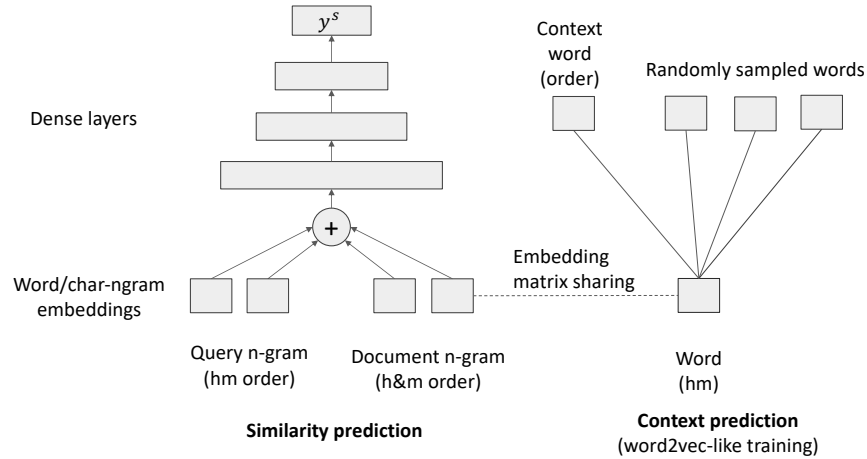 yˢ
Context
word
(order)
Randomly sampled words
Dense layers
+
Embedding
matrix sharing
Word/char-ngram
embeddings
Query n-gram
(hm order)
Document n-gram
(h&m order)
Word
(hm)
Similarity prediction
Context prediction
(word2vec-like training)